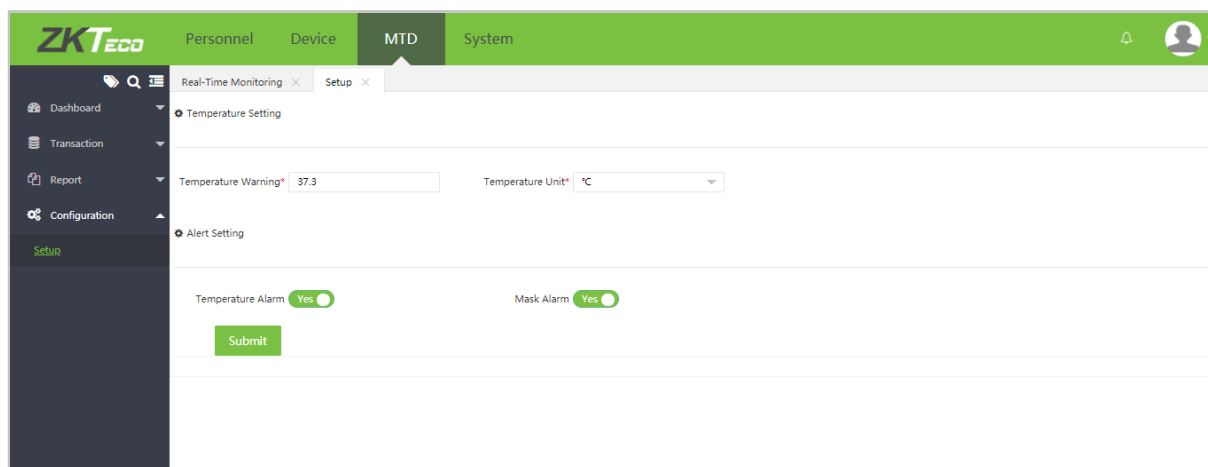 ZKTeco Personnel Device MTD System
Real-Time Monitoring Setup
Dashboard
Temperature Setting
Transaction
Report
Temperature Warning* 37.3 Temperature Unit* °C
Configuration
Alert Setting
Setup
Temperature Alarm Yes Mask Alarm Yes
Submit